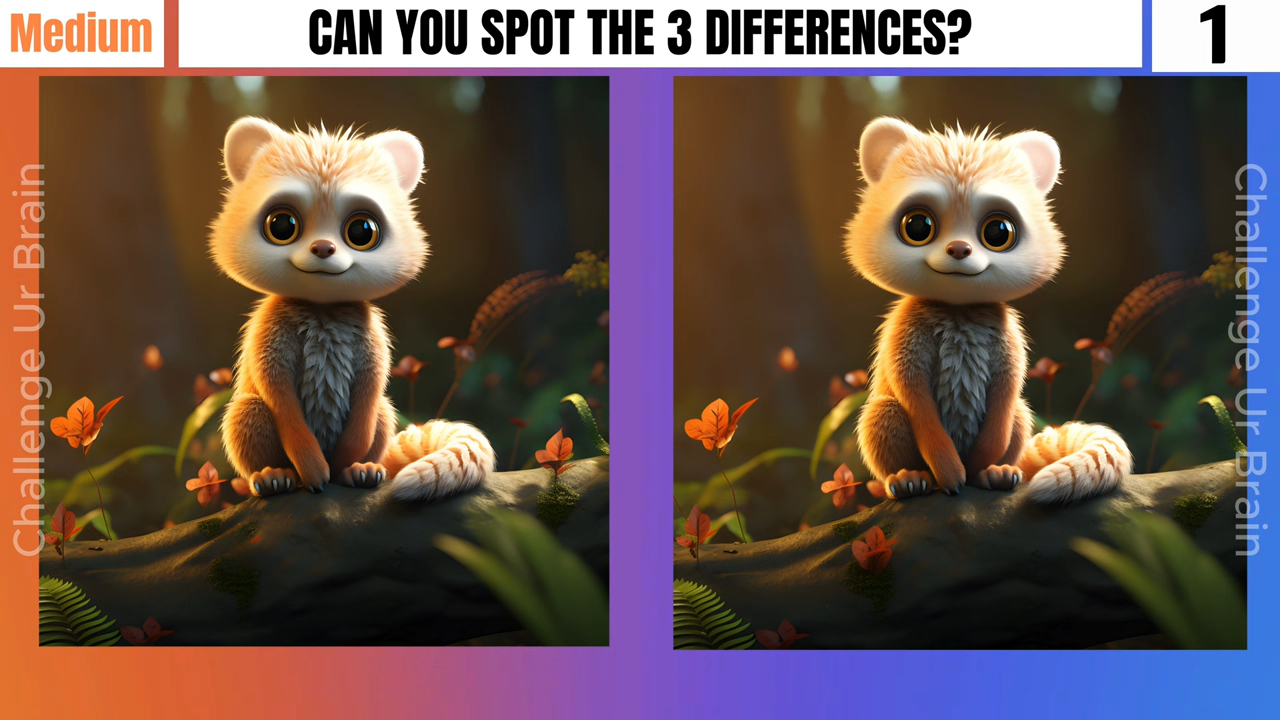 Medium
CAN YOU SPOT THE 3 DIFFERENCES?
1
Challenge Ur Brain
Challenge Ur Brain